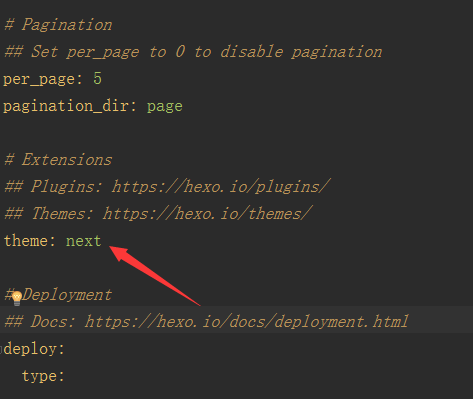 # Pagination
## Set per_page to 0 to disable pagination
per_page: 5
pagination_dir: page
# Extensions
## Plugins: https://hexo.io/plugins/
## Themes: https://hexo.io/themes/
theme: next
# Deployment
## Docs: https://hexo.io/docs/deployment.html
deploy:
type: